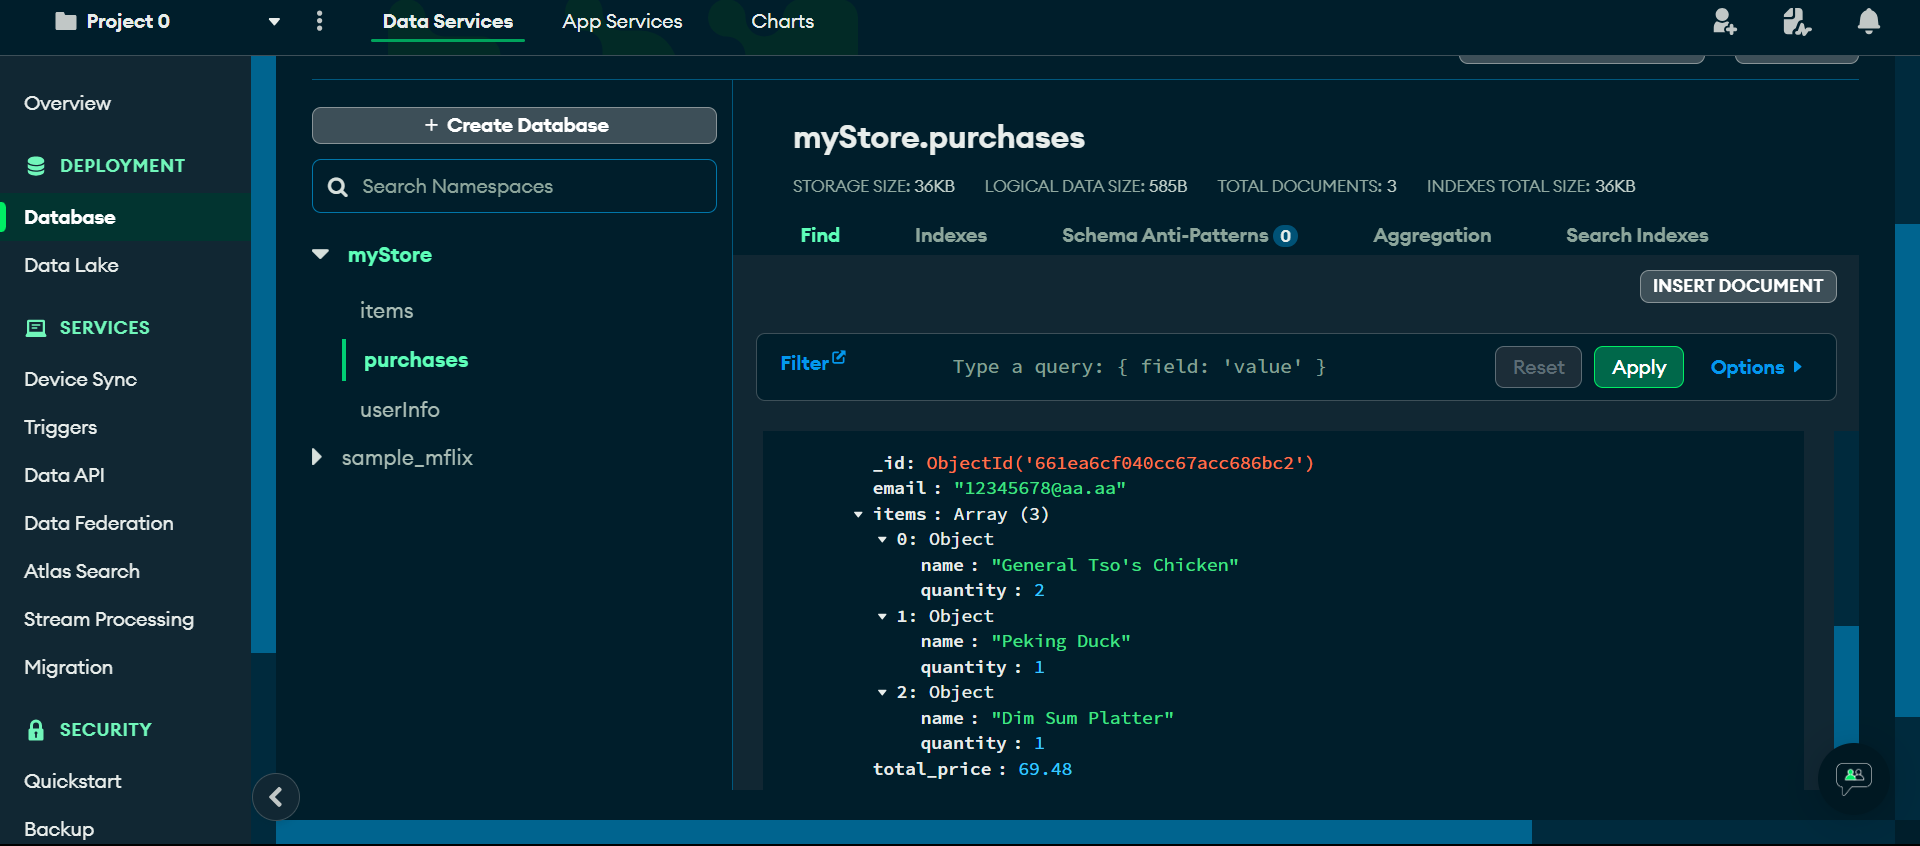 Project 0
Data Services
App Services
Charts
Overview
DEPLOYMENT
Database
Data Lake
SERVICES
Device Sync
Triggers
Data API
Data Federation
Atlas Search
Stream Processing
Migration
SECURITY
Quickstart
Backup
+ Create Database
Search Namespaces
myStore
items
purchases
userInfo
sample_mflix
myStore.purchases
STORAGE SIZE: 36KB LOGICAL DATA SIZE: 585B TOTAL DOCUMENTS: 3 INDEXES TOTAL SIZE: 36KB
Find Indexes Schema Anti-Patterns 0 Aggregation Search Indexes
INSERT DOCUMENT
Filter Type a query: { field: 'value' } Reset Apply Options
_id: ObjectId('661ea6cf040cc67acc686bc2')
email : "12345678@aa.aa"
items : Array (3)
0: Object
name : "General Tso's Chicken"
quantity : 2
1: Object
name : "Peking Duck"
quantity : 1
2: Object
name : "Dim Sum Platter"
quantity : 1
total_price : 69.48